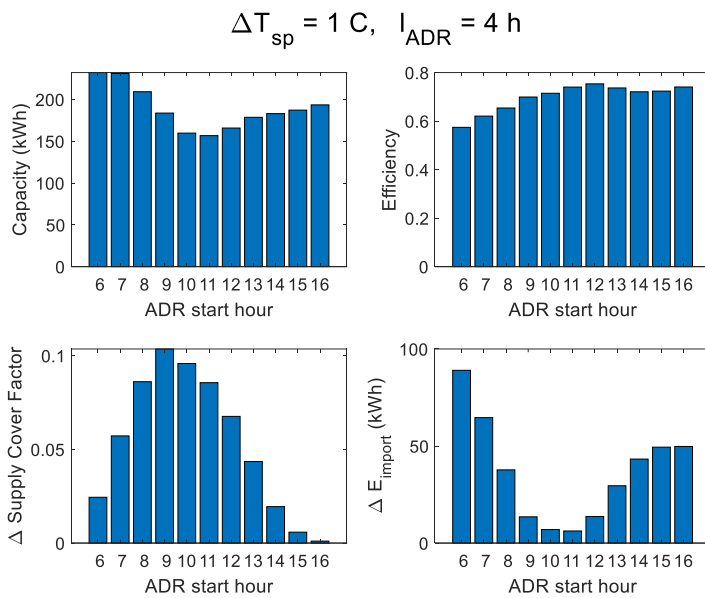 ΔT_sp = 1 C,   l_ADR = 4 h
Capacity (kWh)
200
150
100
50
0
6 7 8 9 10 11 12 13 14 15 16
ADR start hour
Efficiency
0.8
0.6
0.4
0.2
0
6 7 8 9 10 11 12 13 14 15 16
ADR start hour
Δ Supply Cover Factor
0.1
0.05
0
6 7 8 9 10 11 12 13 14 15 16
ADR start hour
Δ E_import (kWh)
100
50
0
6 7 8 9 10 11 12 13 14 15 16
ADR start hour